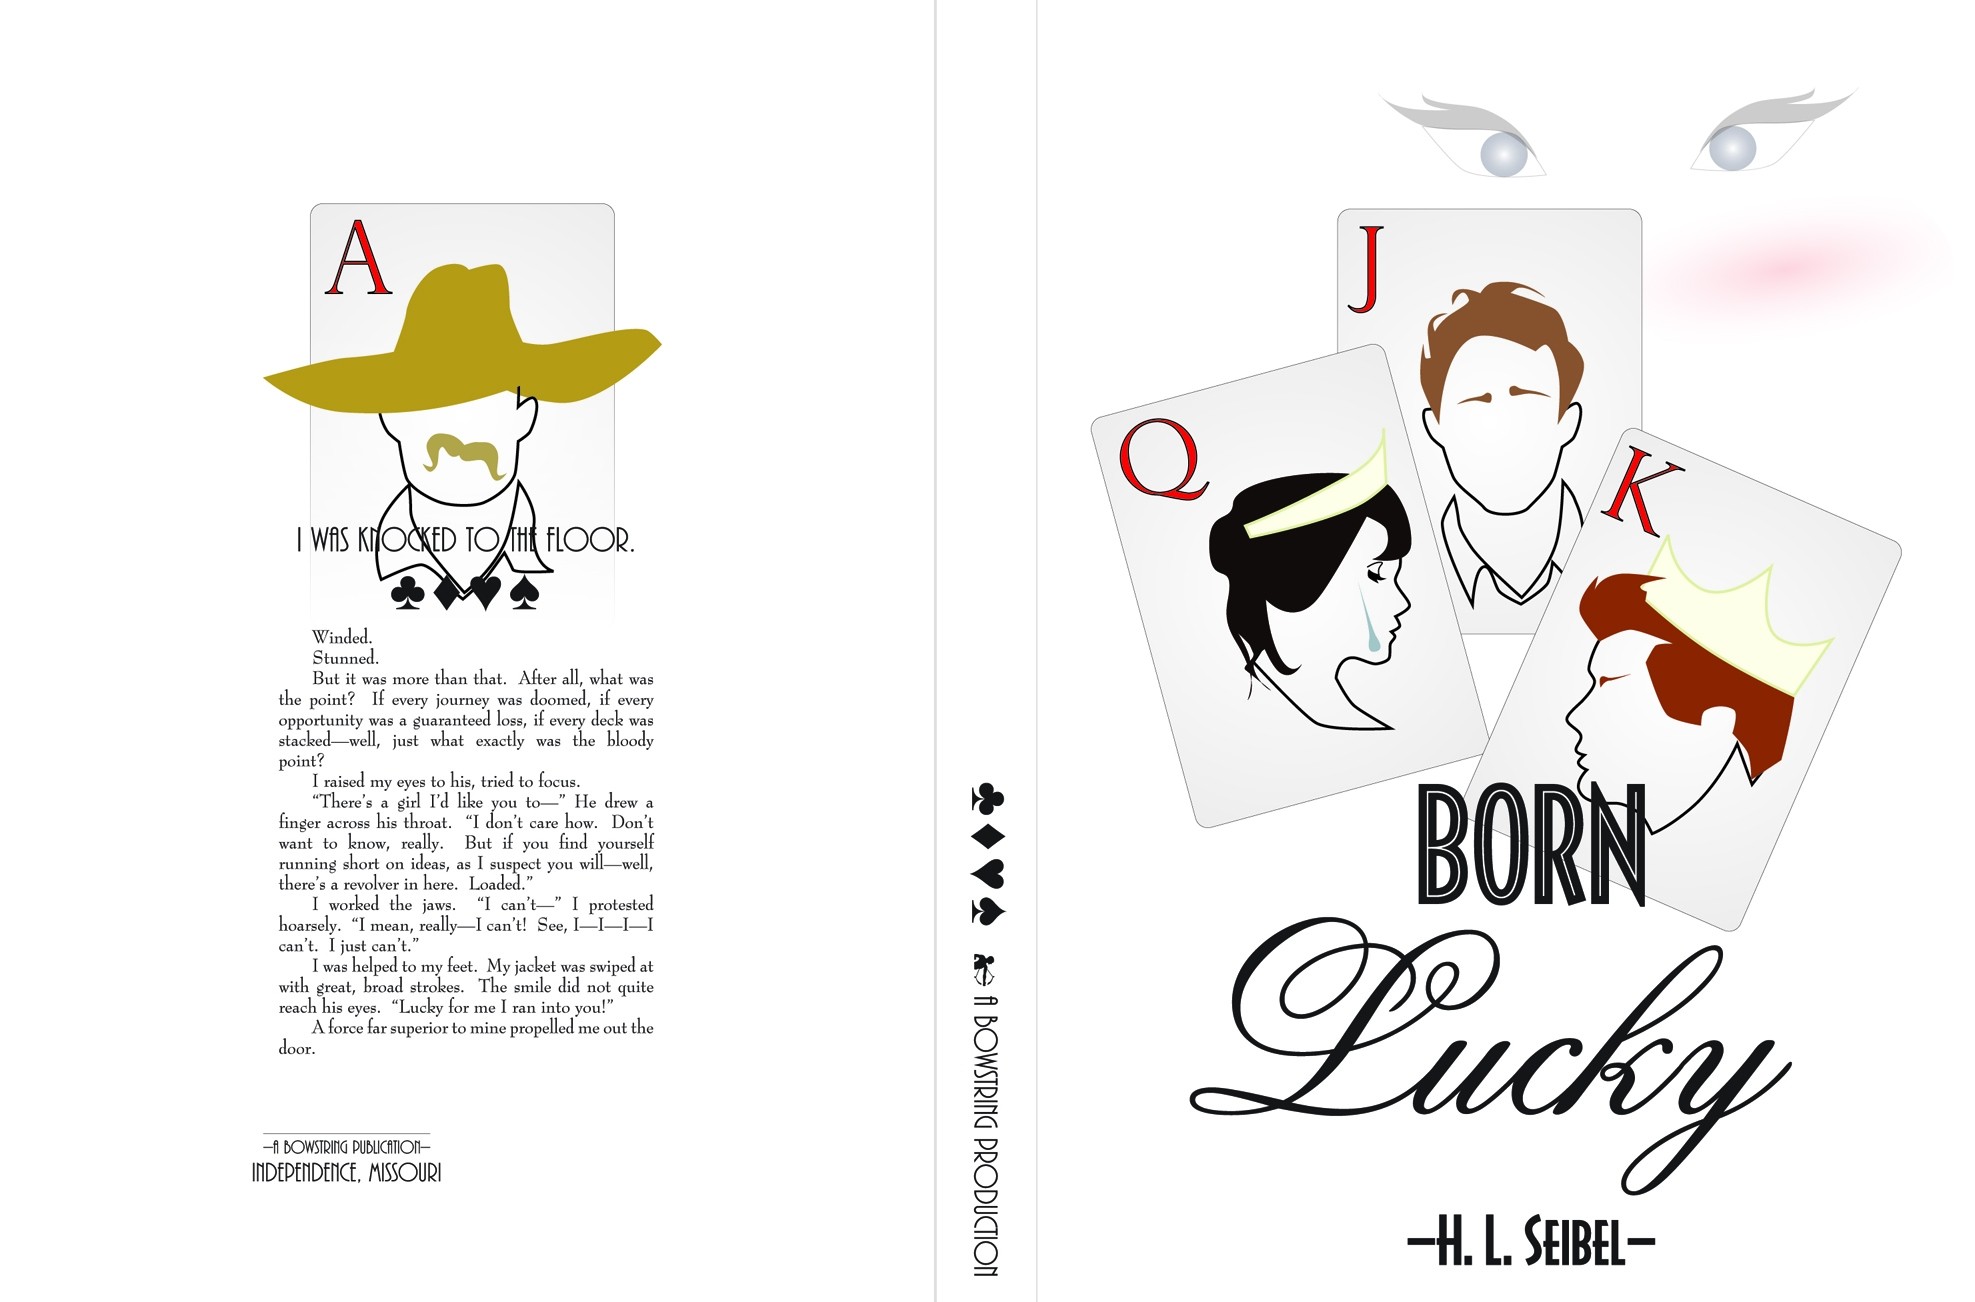 A
I WAS KNOCKED TO THE FLOOR.
Winded.
Stunned.
But it was more than that. After all, what was
the point? If every journey was doomed, if every
opportunity was a guaranteed loss, if every deck was
stacked—well, just what exactly was the bloody
point?
I raised my eyes to his, tried to focus.
“There’s a girl I’d like you to—” He drew a
finger across his throat. “I don’t care how. Don’t
want to know, really. But if you find yourself
running short on ideas, as I suspect you will—well,
there’s a revolver in here. Loaded.”
I worked the jaws. “I can’t—” I protested
hoarsely. “I mean, really—I can’t! See, I—I—I—I
can’t. I just can’t.”
I was helped to my feet. My jacket was swiped at
with great, broad strokes. The smile did not quite
reach his eyes. “Lucky for me I ran into you!”
A force far superior to mine propelled me out the
door.
—A BOWSTRING PUBLICATION—
INDEPENDENCE, MISSOURI
A BOWSTRING PRODUCTION
J
Q
K
BORN
Lucky
—H. L. SEIBEL—